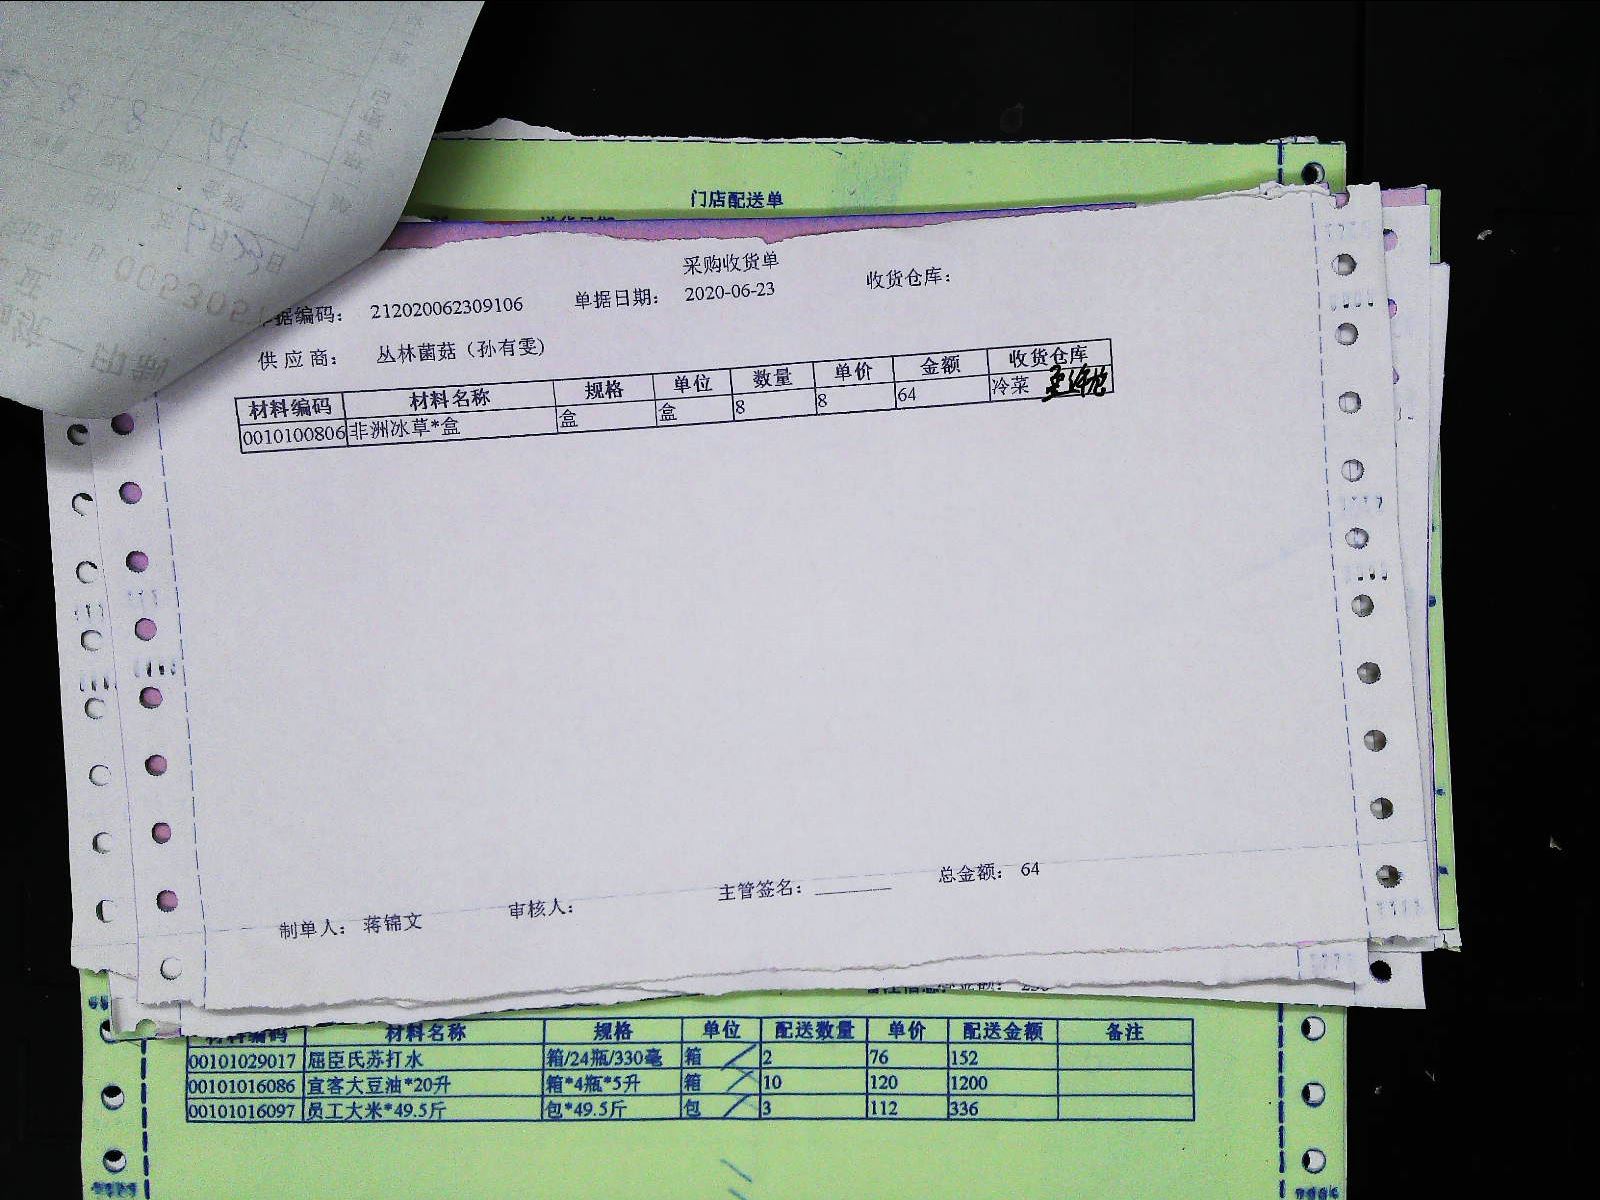 门店配送单
采购收货单
单据编码： 212020062309106 单据日期： 2020-06-23 收货仓库：
供应商： 丛林菌菇（孙有雯）
材料编码 材料名称 规格 单位 数量 单价 金额 收货仓库
0010100806 非洲冰草*盒 盒 盒 8 8 64 冷菜
制单人： 蒋锦文 审核人： 主管签名：________ 总金额： 64
材料编码 材料名称 规格 单位 配送数量 单价 配送金额 备注
00101029017 屈臣氏苏打水 箱/24瓶/330毫 箱 2 76 152
00101016086 宜客大豆油*20升 箱*4瓶*5升 箱 10 120 1200
00101016097 员工大米*49.5斤 包*49.5斤 包 3 112 336